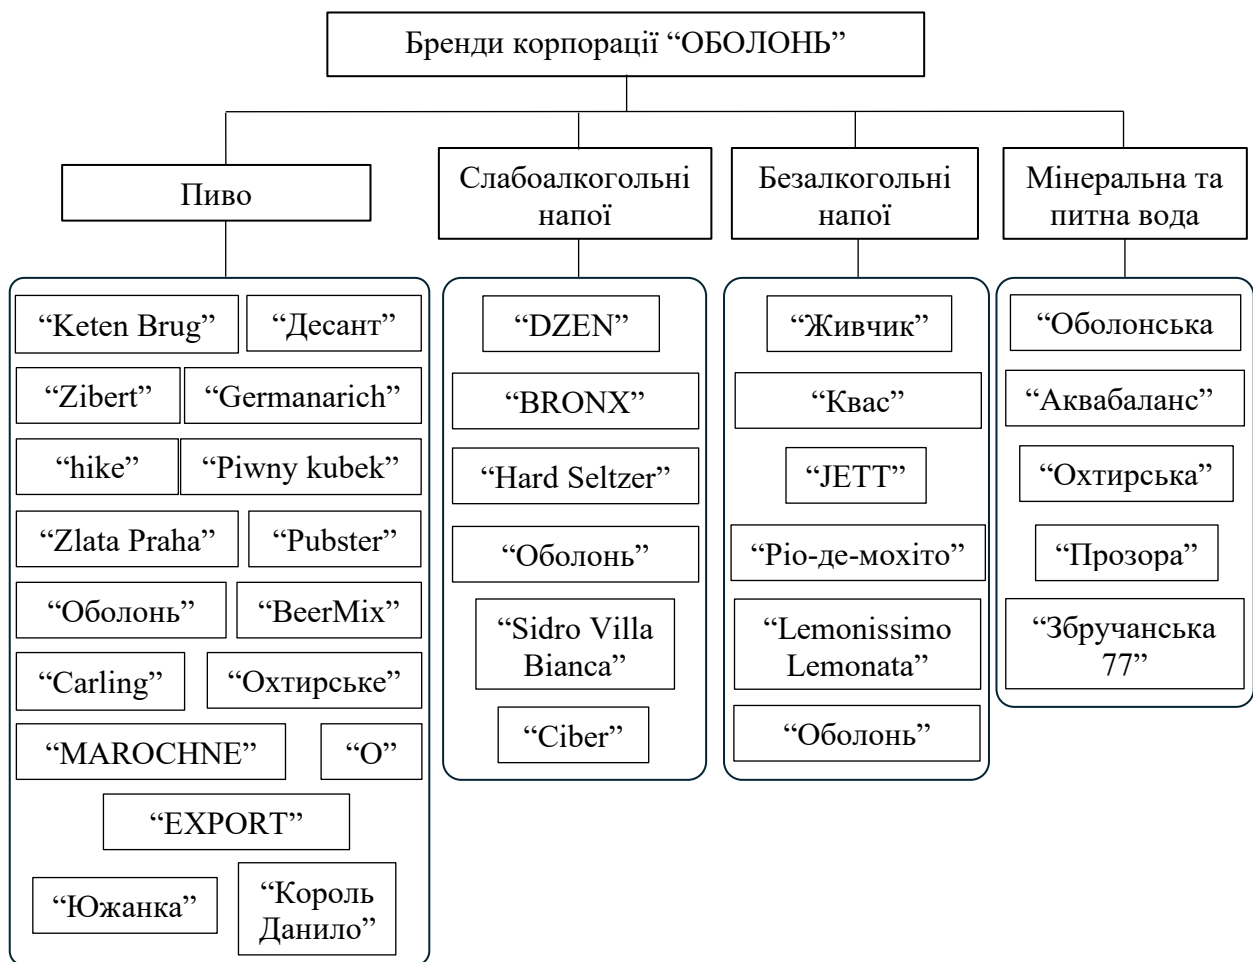 Бренди корпорації “ОБОЛОНЬ”
Пиво
Слабоалкогольні
напої
Безалкогольні
напої
Мінеральна та
питна вода
“Keten Brug”
“Десант”
“Zibert”
“Germanarich”
“hike”
“Piwny kubek”
“Zlata Praha”
“Pubster”
“Оболонь”
“BeerMix”
“Carling”
“Охтирське”
“MAROCHNE”
“О”
“EXPORT”
“Южанка”
“Король
Данило”
“DZEN”
“BRONX”
“Hard Seltzer”
“Оболонь”
“Sidro Villa
Bianca”
“Ciber”
“Живчик”
“Квас”
“JETT”
“Ріо-де-мохіто”
“Lemonissimo
Lemonata”
“Оболонь”
“Оболонська
“Аквабаланс”
“Охтирська”
“Прозора”
“Збручанська
77”